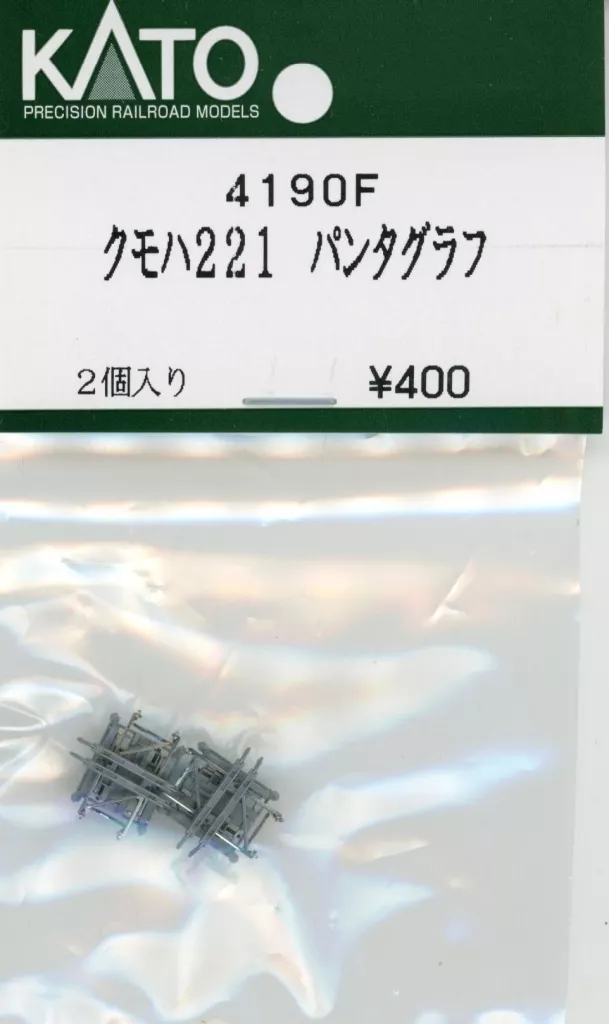 KATO
PRECISION RAILROAD MODELS
4190F
クモハ221 パンタグラフ
2個入り ¥400